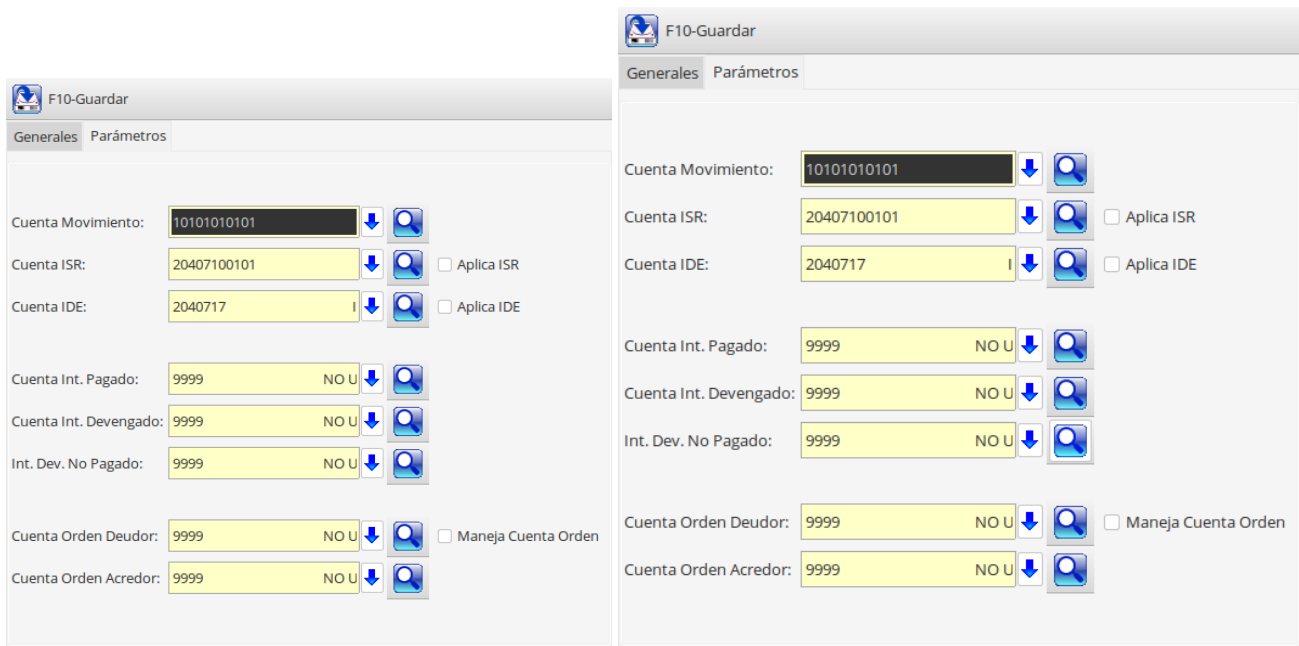 F10-Guardar
Generales Parámetros
Cuenta Movimiento: 10101010101
Cuenta ISR: 20407100101 Aplica ISR
Cuenta IDE: 2040717 I Aplica IDE
Cuenta Int. Pagado: 9999 NO U
Cuenta Int. Devengado: 9999 NO U
Int. Dev. No Pagado: 9999 NO U
Cuenta Orden Deudor: 9999 NO U Maneja Cuenta Orden
Cuenta Orden Acredor: 9999 NO U
F10-Guardar
Generales Parámetros
Cuenta Movimiento: 10101010101
Cuenta ISR: 20407100101 Aplica ISR
Cuenta IDE: 2040717 I Aplica IDE
Cuenta Int. Pagado: 9999 NO U
Cuenta Int. Devengado: 9999 NO U
Int. Dev. No Pagado: 9999 NO U
Cuenta Orden Deudor: 9999 NO U Maneja Cuenta Orden
Cuenta Orden Acredor: 9999 NO U